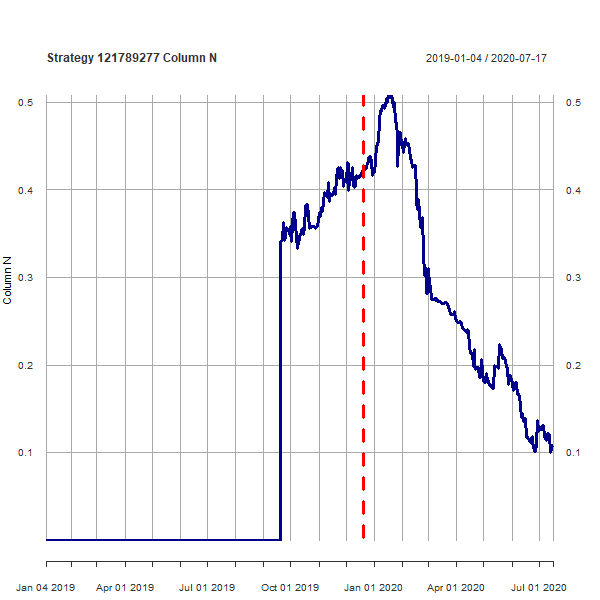 Strategy 121789277 Column N
2019-01-04 / 2020-07-17
0.5
0.5
0.4
0.4
0.3
0.3
0.2
0.2
0.1
0.1
Column N
Jan 04 2019
Apr 01 2019
Jul 01 2019
Oct 01 2019
Jan 01 2020
Apr 01 2020
Jul 01 2020